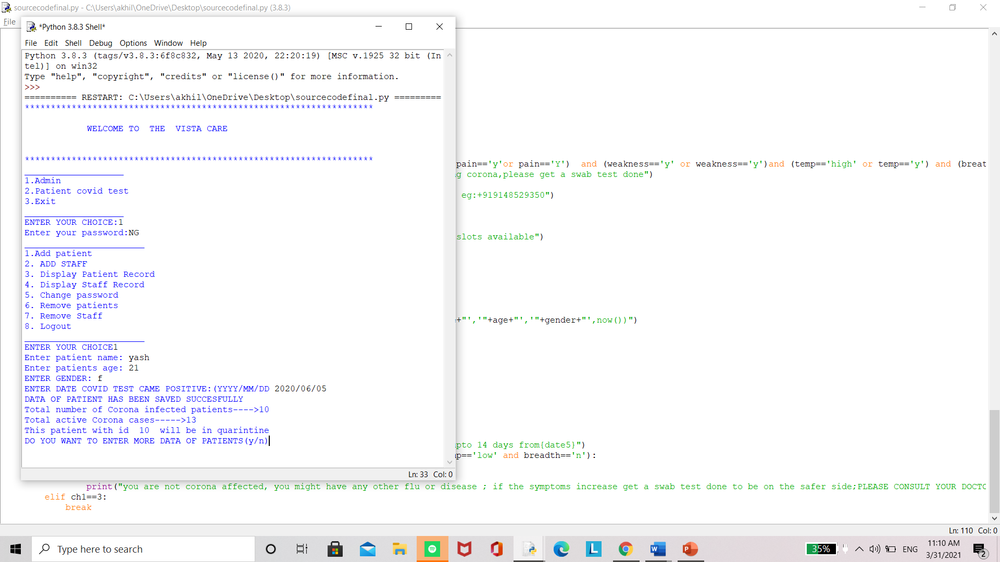 sourcecodefinal.py - C:\Users\akhil\OneDrive\Desktop\sourcecodefinal.py (3.8.3)
File
*Python 3.8.3 Shell*
File Edit Shell Debug Options Window Help
Python 3.8.3 (tags/v3.8.3:6f8c832, May 13 2020, 22:20:19) [MSC v.1925 32 bit (In
tel)] on win32
Type "help", "copyright", "credits" or "license()" for more information.
>>>
========== RESTART: C:\Users\akhil\OneDrive\Desktop\sourcecodefinal.py =========
*******************************************************************
WELCOME TO  THE  VISTA CARE
*******************************************************************
___________________
1.Admin
2.Patient covid test
3.Exit
___________________
ENTER YOUR CHOICE:1
Enter your password:NG
_______________________
1.Add patient
2. ADD STAFF
3. Display Patient Record
4. Display Staff Record
5. Change password
6. Remove patients
7. Remove Staff
8. Logout
_______________________
ENTER YOUR CHOICE1
Enter patient name: yash
Enter patients age: 21
ENTER GENDER: f
ENTER DATE COVID TEST CAME POSITIVE:(YYYY/MM/DD 2020/06/05
DATA OF PATIENT HAS BEEN SAVED SUCCESFULLY
Total number of Corona infected patients---->10
Total active Corona cases----->13
This patient with id  10  will be in quarintine
DO YOU WANT TO ENTER MORE DATA OF PATIENTS(y/n)
Ln: 33 Col: 0
pain=='y'or pain=='Y')  and (weakness=='y' or weakness=='y')and (temp=='high' or temp=='y') and (breat
g corona,please get a swab test done")
eg:+919148529350")
slots available")
+"','"+age+"','"+gender+"',now())")
upto 14 days from{date5}")
p=='low' and breadth=='n'):
print("you are not corona affected, you might have any other flu or disease ; if the symptoms increase get a swab test done to be on the safer side;PLEASE CONSULT YOUR DOCTO
elif ch1==3:
break
Ln: 110 Col: 0
Type here to search
L
W
P
35%
ENG
11:10 AM
3/31/2021
2